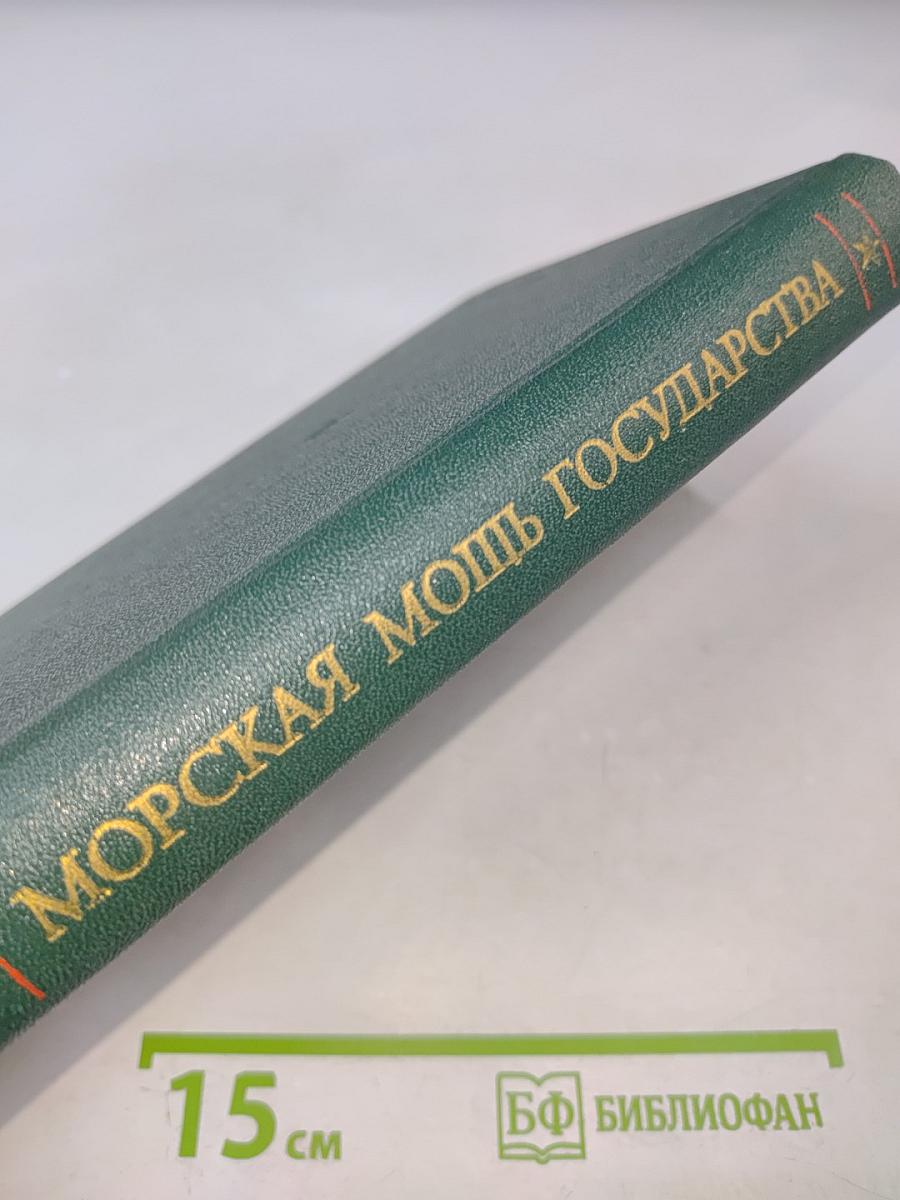 МОРСКАЯ МОЩЬ ГОСУДАРСТВА
15 см
БФ БИБЛИОФАН